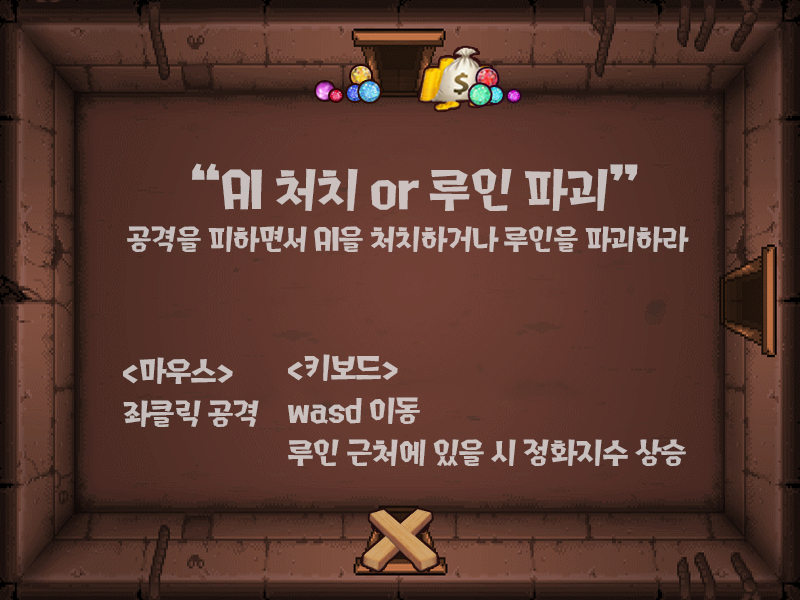 “AI 처치 or 루인 파괴”
공격을 피하면서 AI을 처치하거나 루인을 파괴하라
<마우스>
좌클릭 공격
<키보드>
wasd 이동
루인 근처에 있을 시 정화지수 상승
$